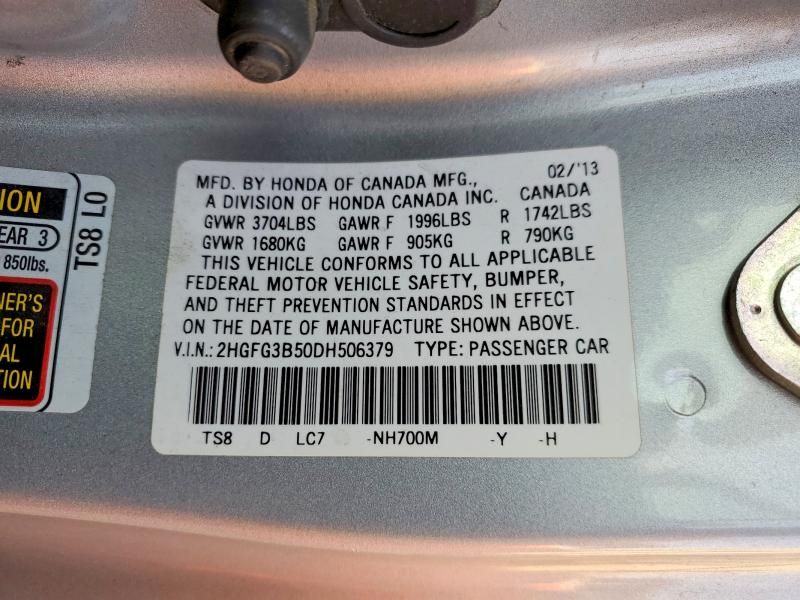 MFD. BY HONDA OF CANADA MFG., 02/'13
A DIVISION OF HONDA CANADA INC. CANADA
GVWR 3704LBS GAWR F 1996LBS R 1742LBS
GVWR 1680KG GAWR F 905KG R 790KG
THIS VEHICLE CONFORMS TO ALL APPLICABLE
FEDERAL MOTOR VEHICLE SAFETY, BUMPER,
AND THEFT PREVENTION STANDARDS IN EFFECT
ON THE DATE OF MANUFACTURE SHOWN ABOVE.
V.I.N.: 2HGFG3B50DH506379 TYPE: PASSENGER CAR
TS8 D LC7 -NH700M -Y -H
ION
EAR 3
850lbs.
NER'S
FOR
AL
TION
TS8 L0